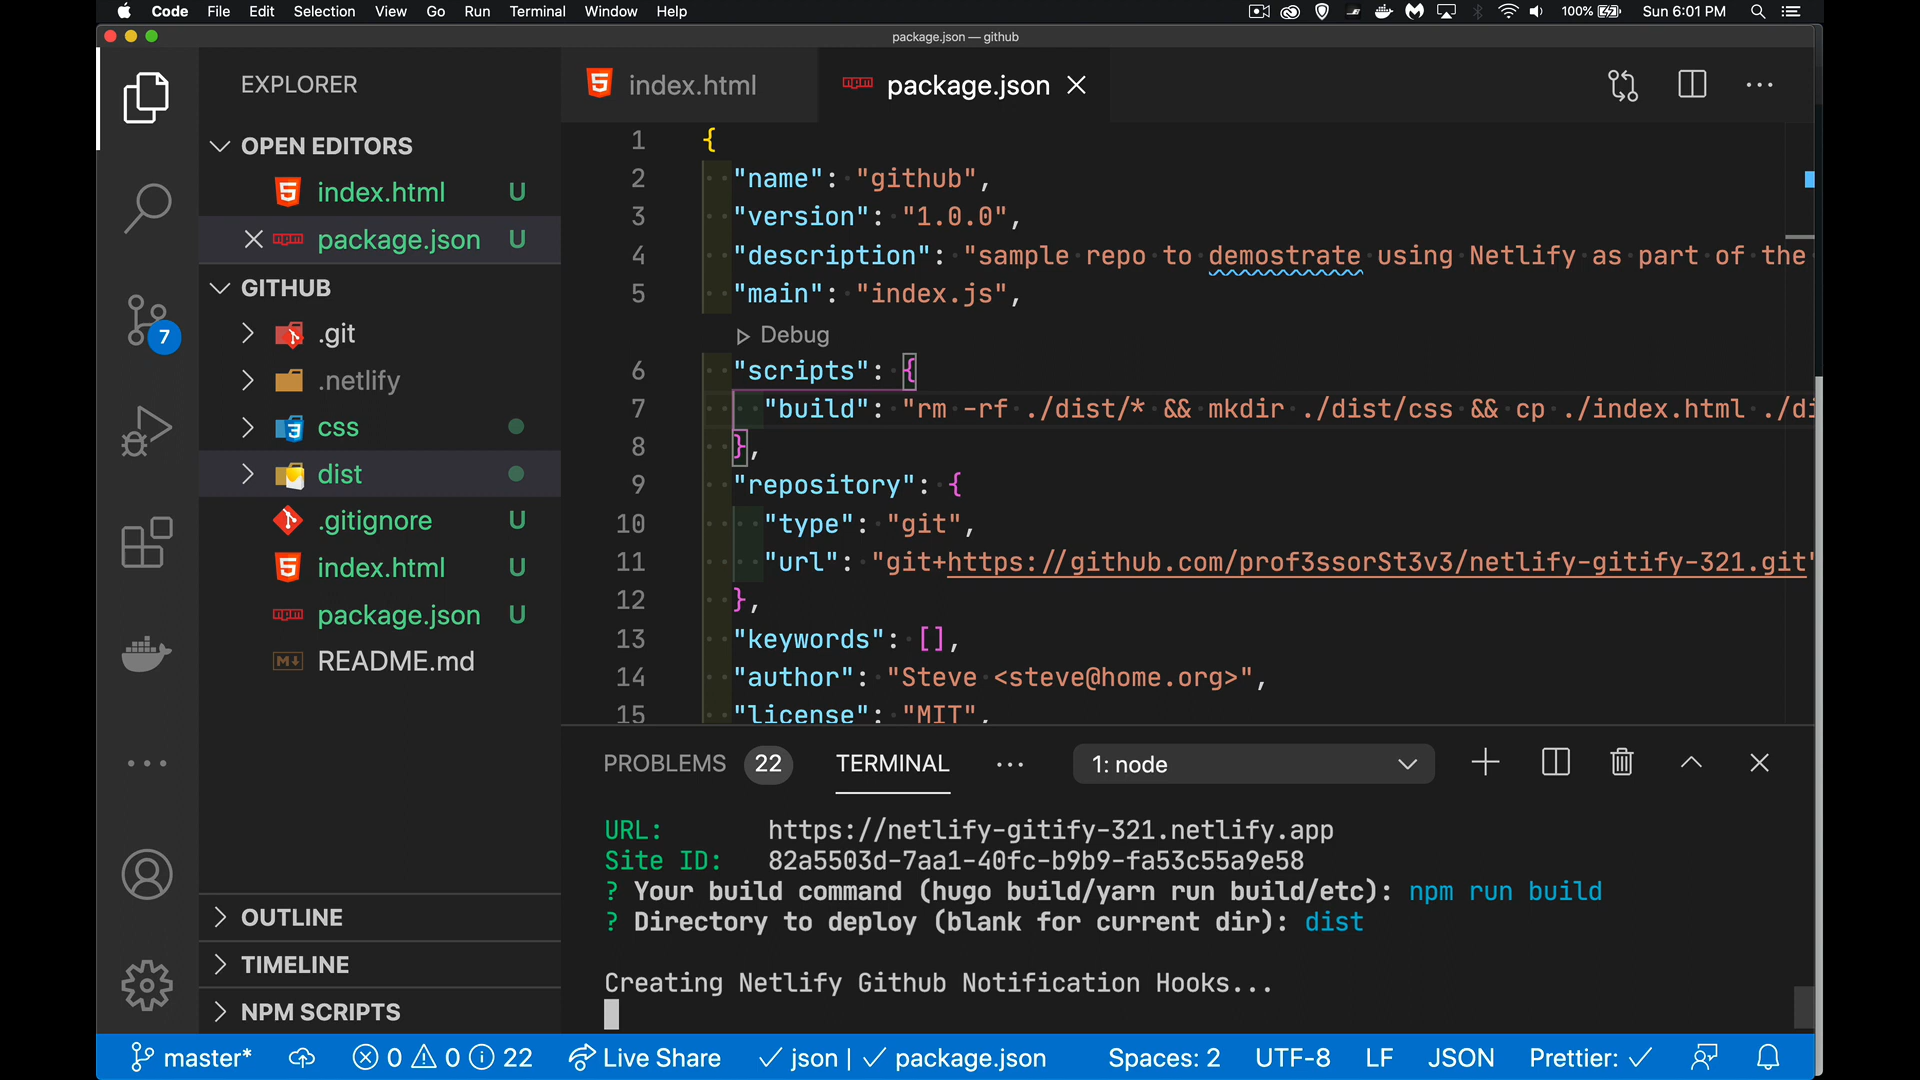 Code File Edit Selection View Go Run Terminal Window Help 100% Sun 6:01 PM
package.json — github
EXPLORER
OPEN EDITORS
index.html U
package.json U
GITHUB
.git
.netlify
css
dist
.gitignore U
index.html U
package.json U
README.md
OUTLINE
TIMELINE
NPM SCRIPTS
7
index.html
package.json
1 {
2 "name": "github",
3 "version": "1.0.0",
4 "description": "sample repo to demostrate using Netlify as part of the
5 "main": "index.js",
Debug
6 "scripts": {
7 "build": "rm -rf ./dist/* && mkdir ./dist/css && cp ./index.html ./di
8 },
9 "repository": {
10 "type": "git",
11 "url": "git+https://github.com/prof3ssorSt3v3/netlify-gitify-321.git"
12 },
13 "keywords": [],
14 "author": "Steve <steve@home.org>",
15 "license": "MIT",
PROBLEMS 22 TERMINAL ... 1: node
URL: https://netlify-gitify-321.netlify.app
Site ID: 82a5503d-7aa1-40fc-b9b9-fa53c55a9e58
? Your build command (hugo build/yarn run build/etc): npm run build
? Directory to deploy (blank for current dir): dist
Creating Netlify Github Notification Hooks...
master* 0 0 22 Live Share ✓ json | ✓ package.json Spaces: 2 UTF-8 LF JSON Prettier: ✓